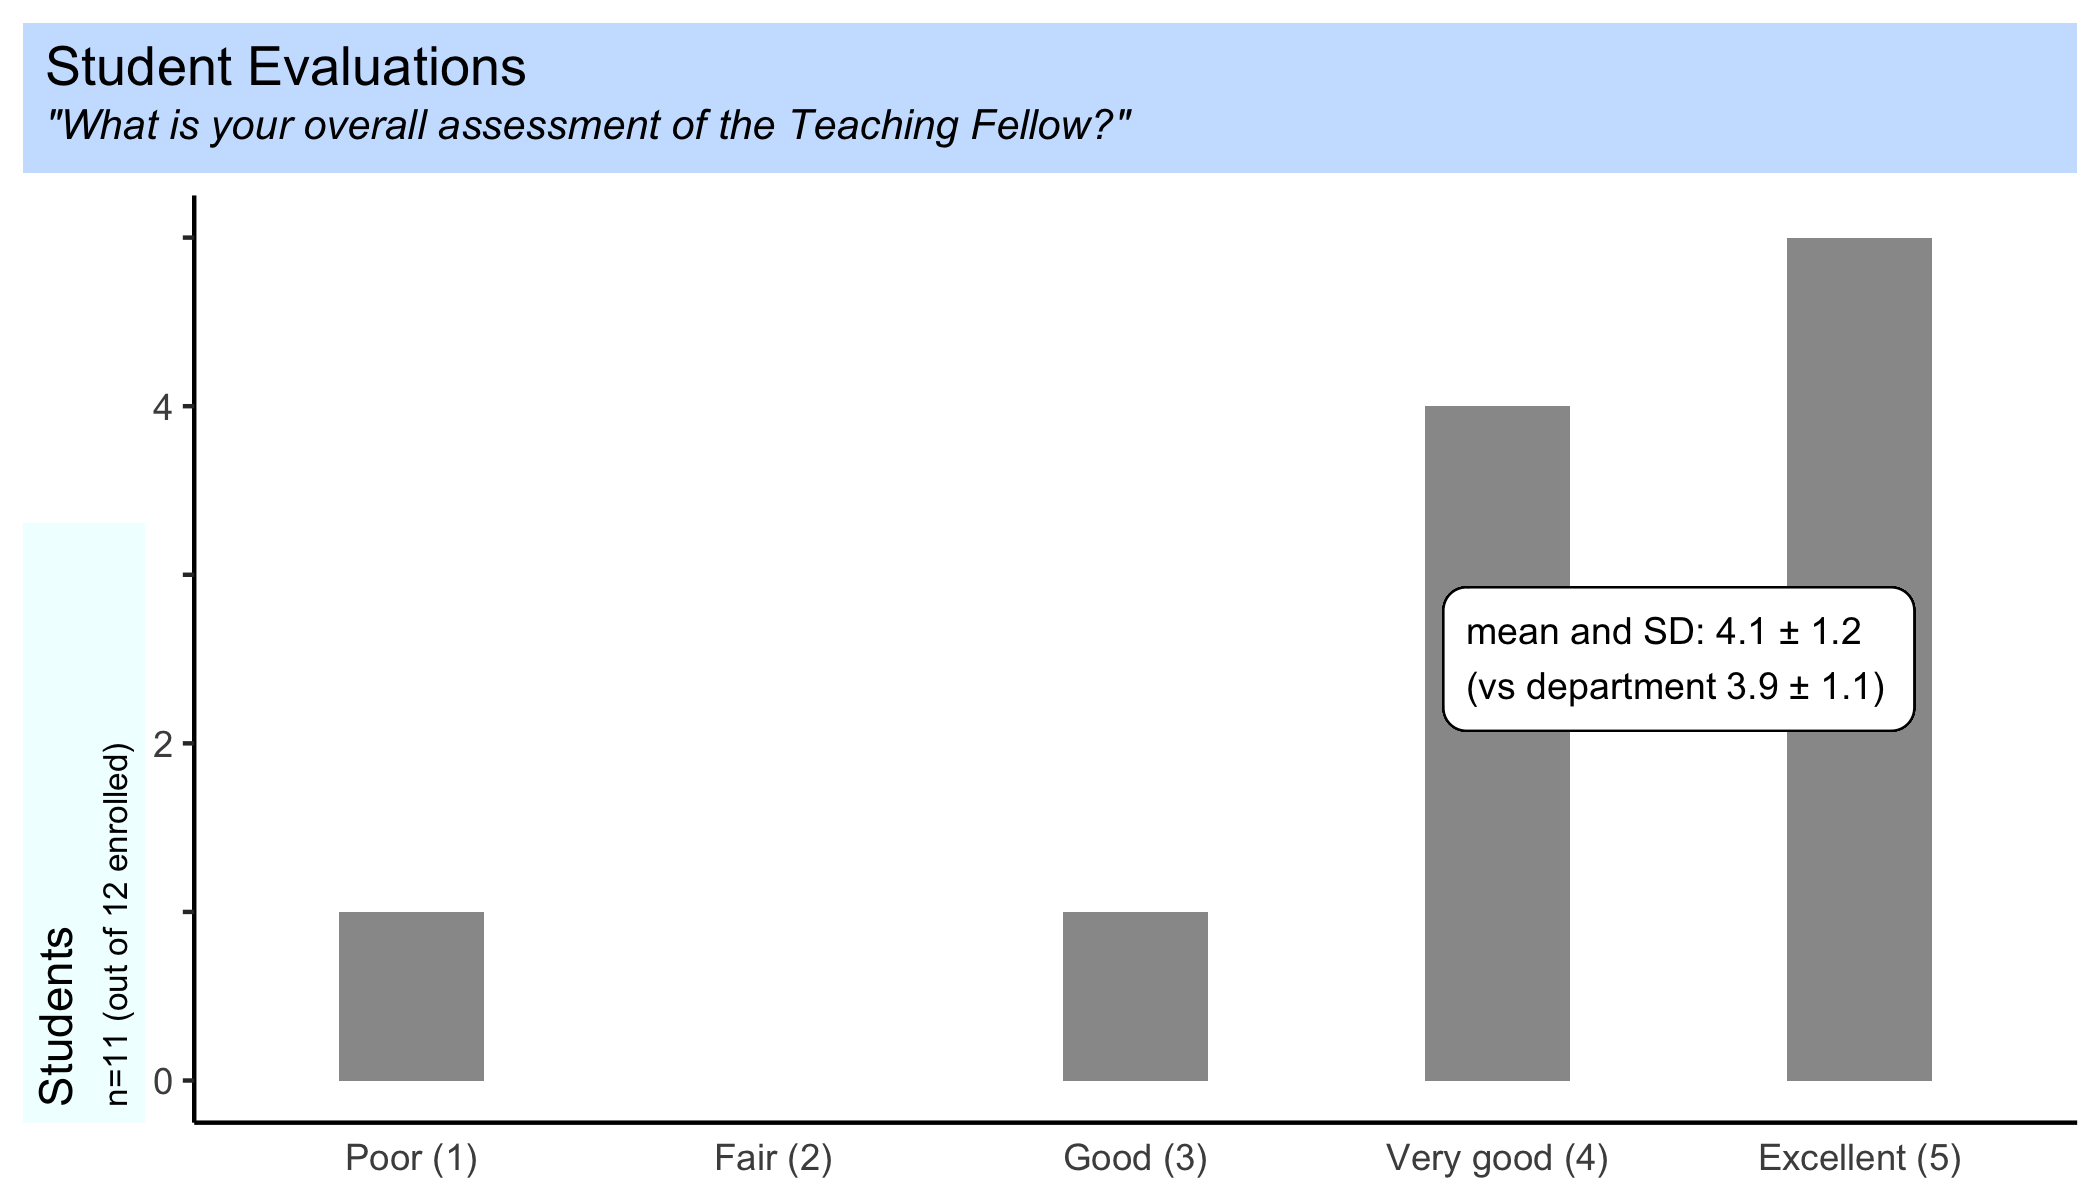 Student Evaluations
"What is your overall assessment of the Teaching Fellow?"
Students
n=11 (out of 12 enrolled)
4
2
0
mean and SD: 4.1 ± 1.2
(vs department 3.9 ± 1.1)
Poor (1)
Fair (2)
Good (3)
Very good (4)
Excellent (5)